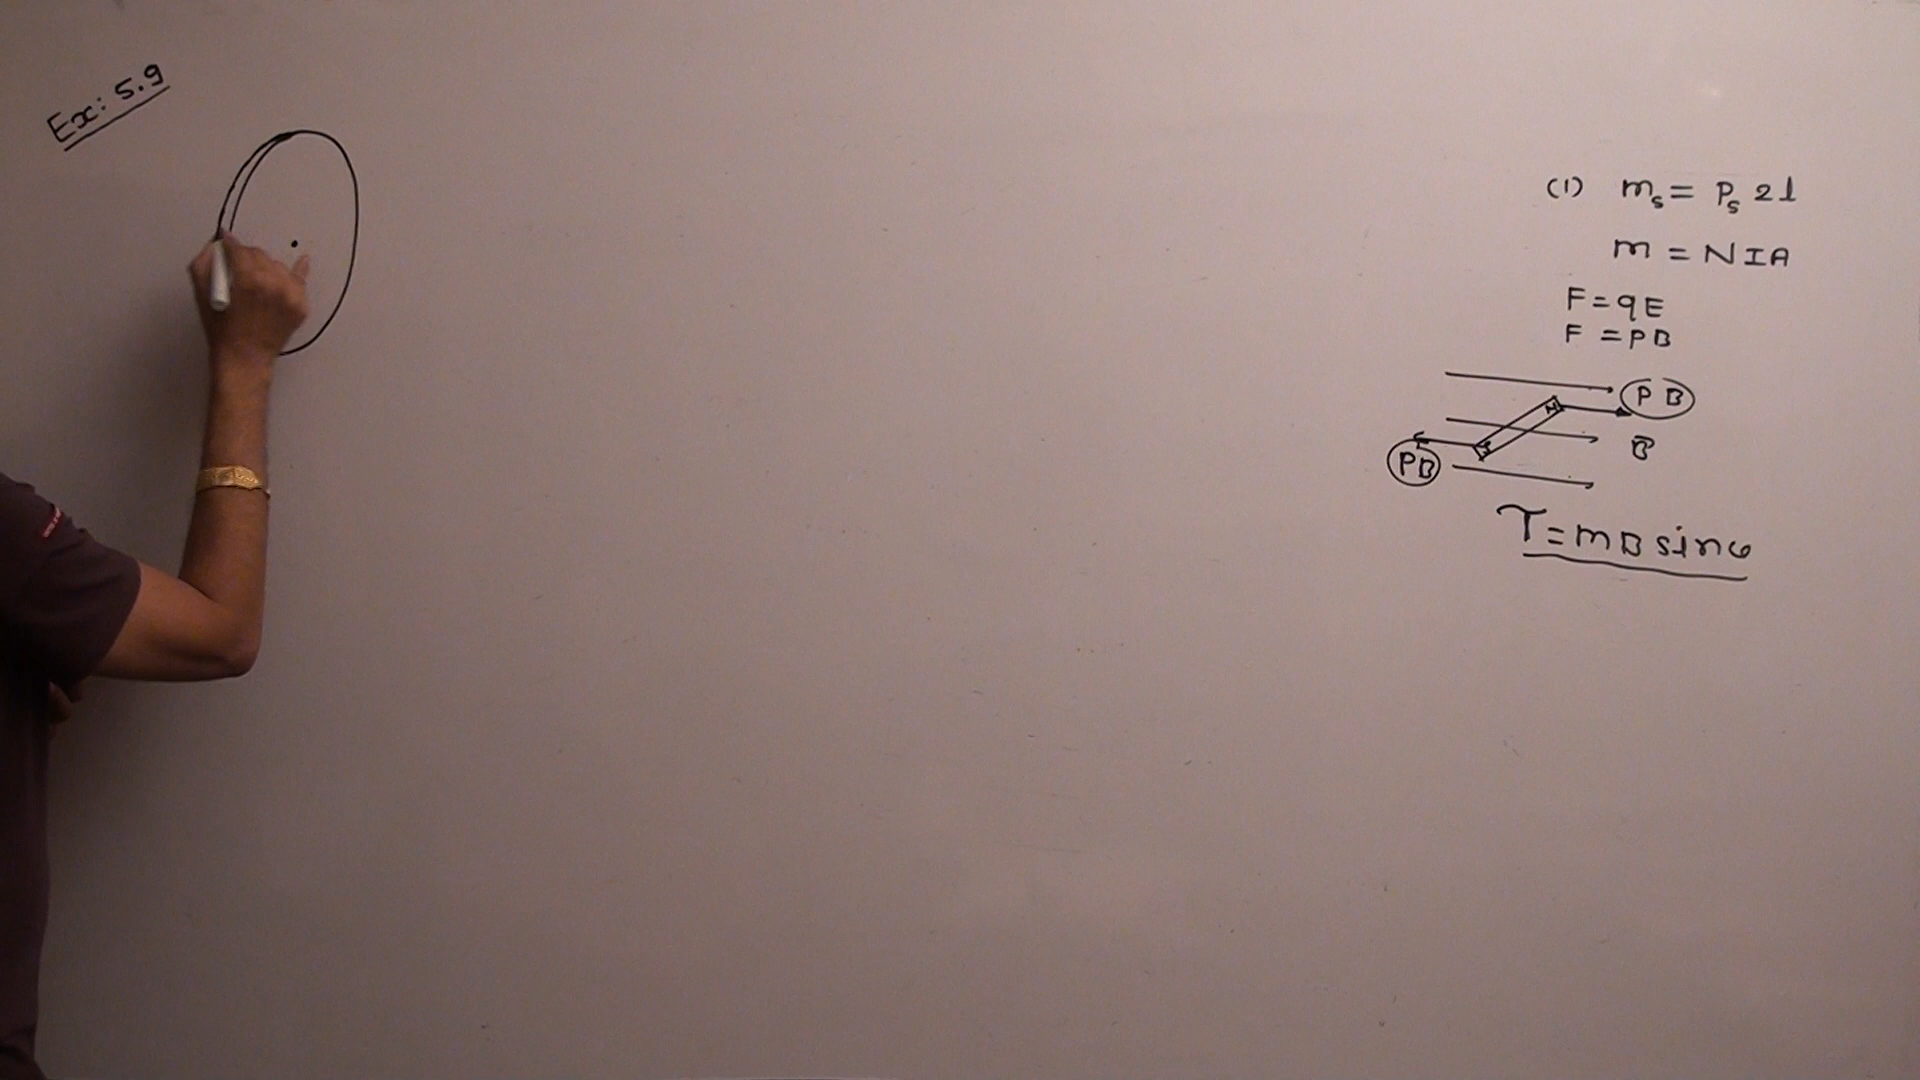 Ex: 5.9
(1) ms = Ps 2l
m = NIA
F = qE
F = PB
PB
N
B
S
PB
τ = mB sinθ